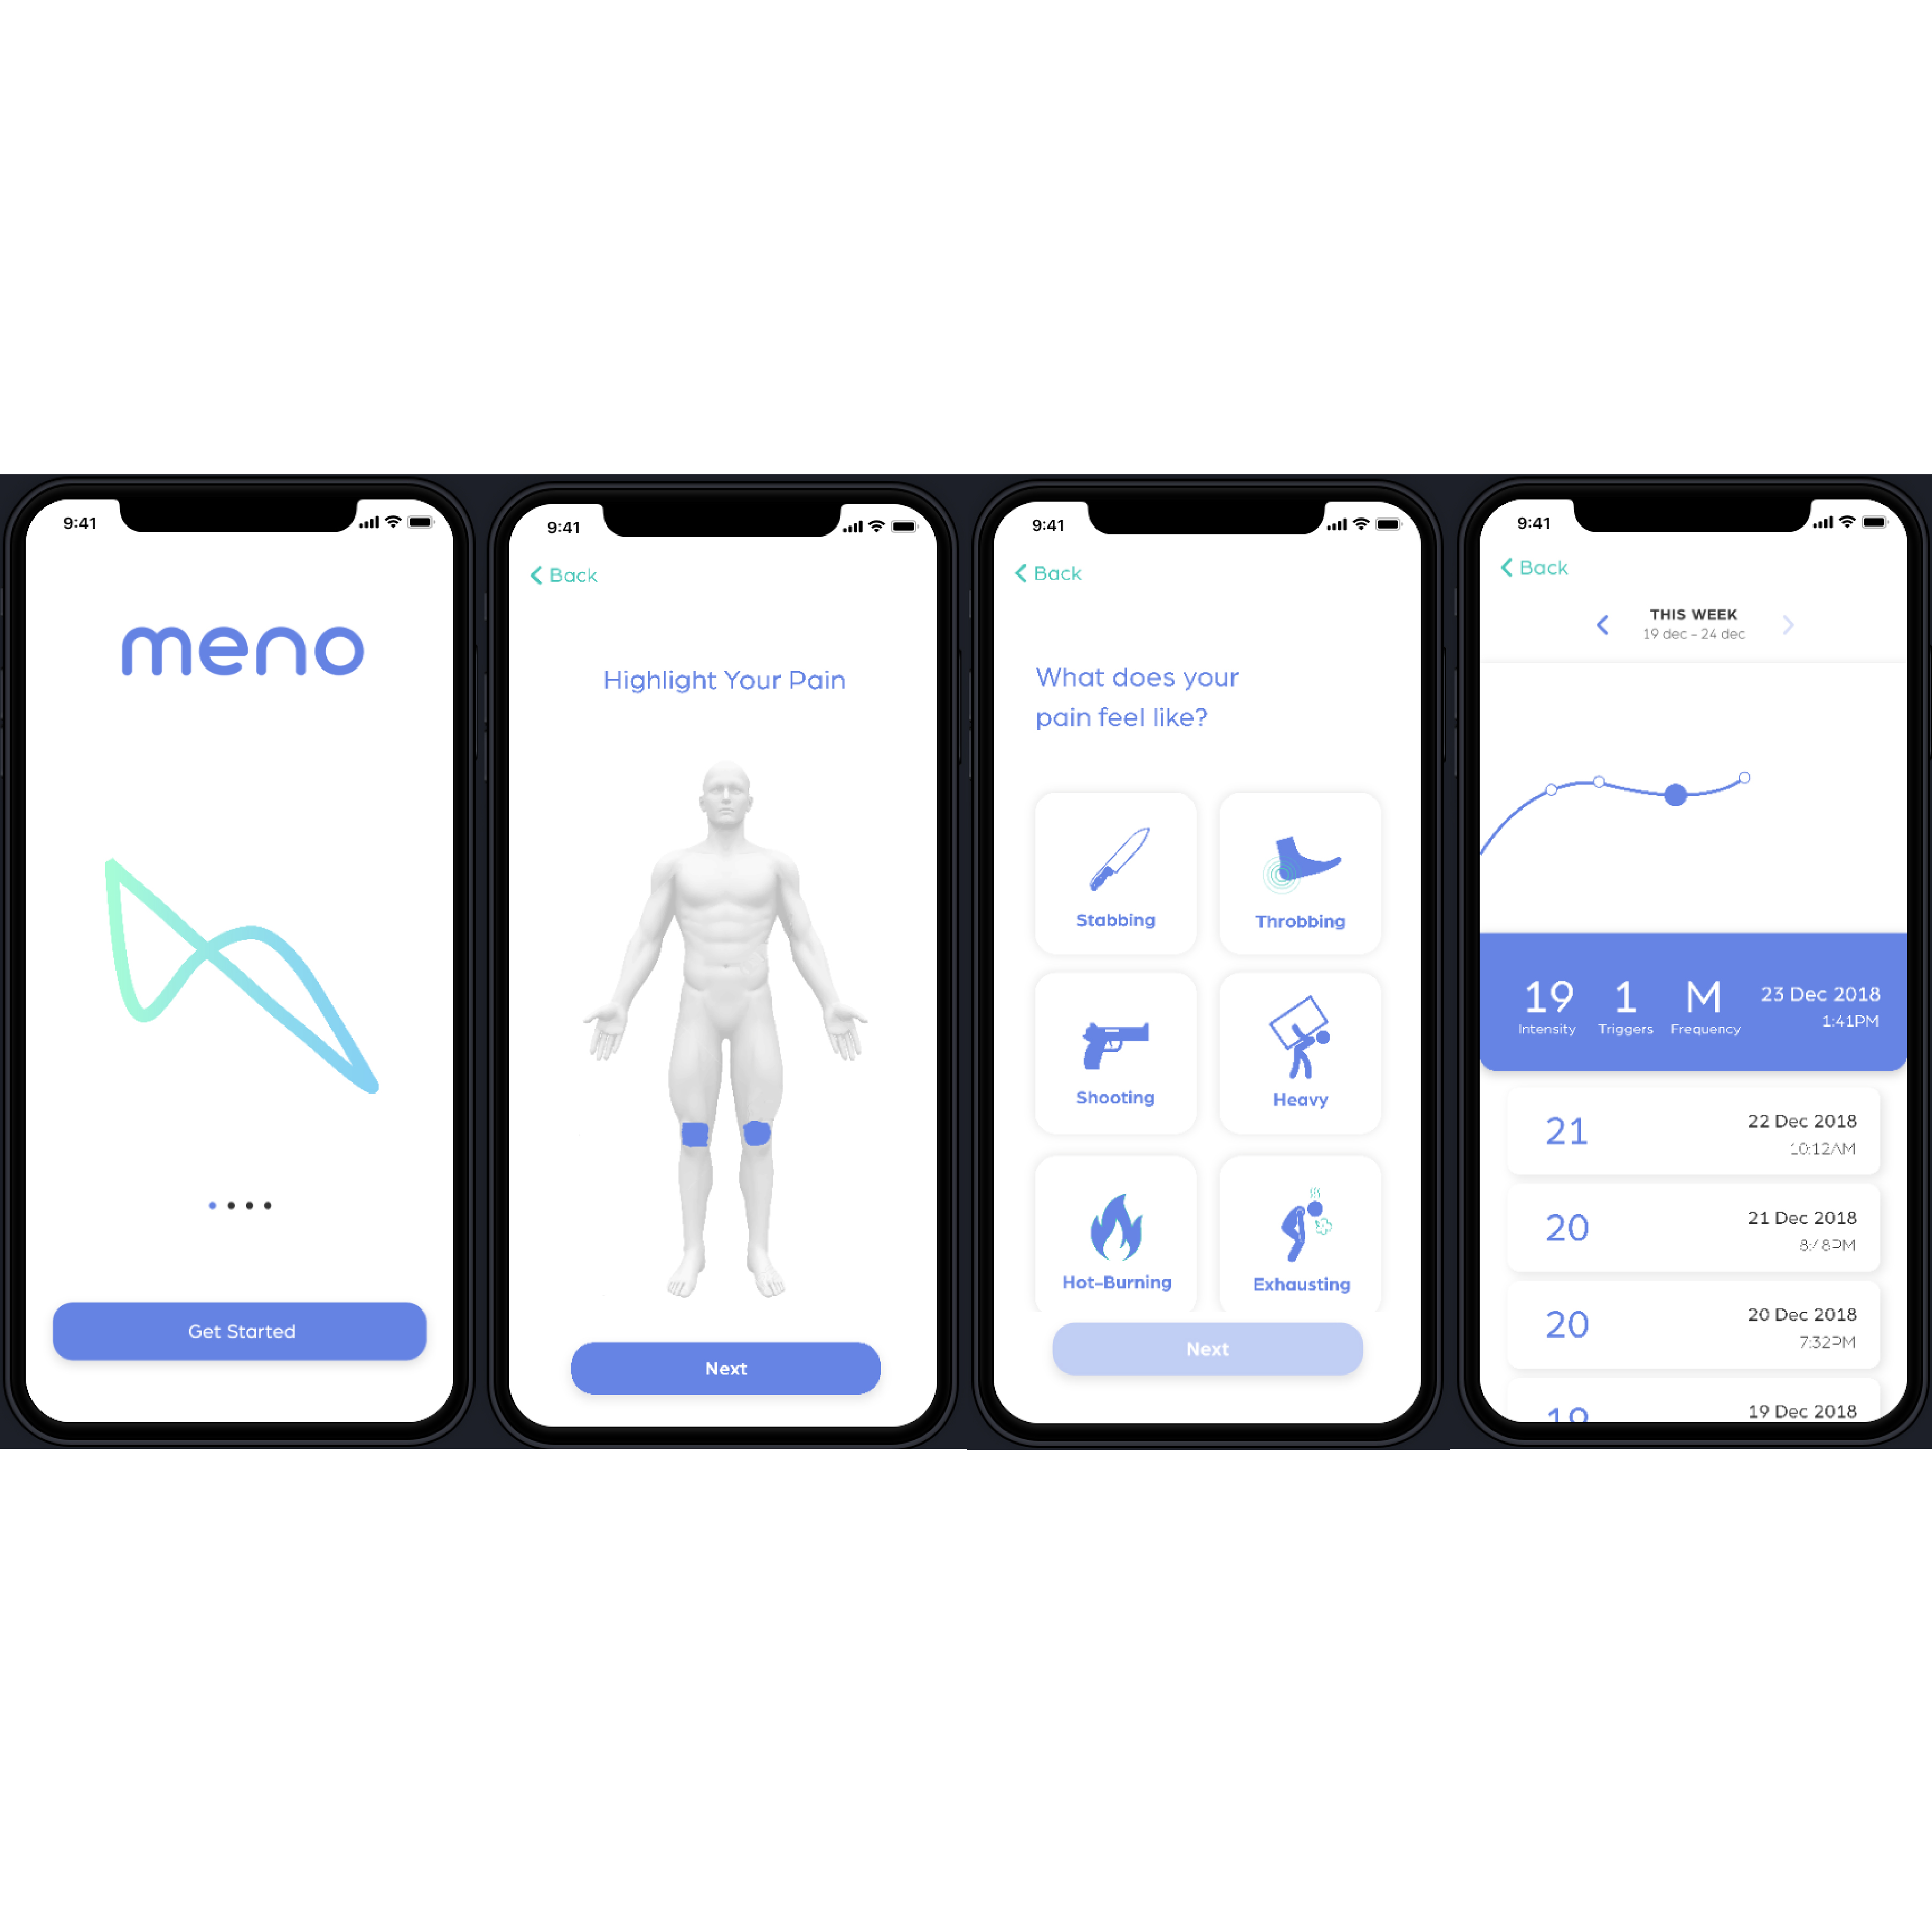 9:41
meno
Get Started
9:41
Back
Highlight Your Pain
Next
9:41
Back
What does your
pain feel like?
Stabbing
Throbbing
Shooting
Heavy
Hot-Burning
Exhausting
Next
9:41
Back
THIS WEEK
19 dec - 24 dec
19 1 M 23 Dec 2018
Intensity Triggers Frequency 1:41PM
21 22 Dec 2018
10:12AM
20 21 Dec 2018
20 20 Dec 2018
7:32PM
19 Dec 2018